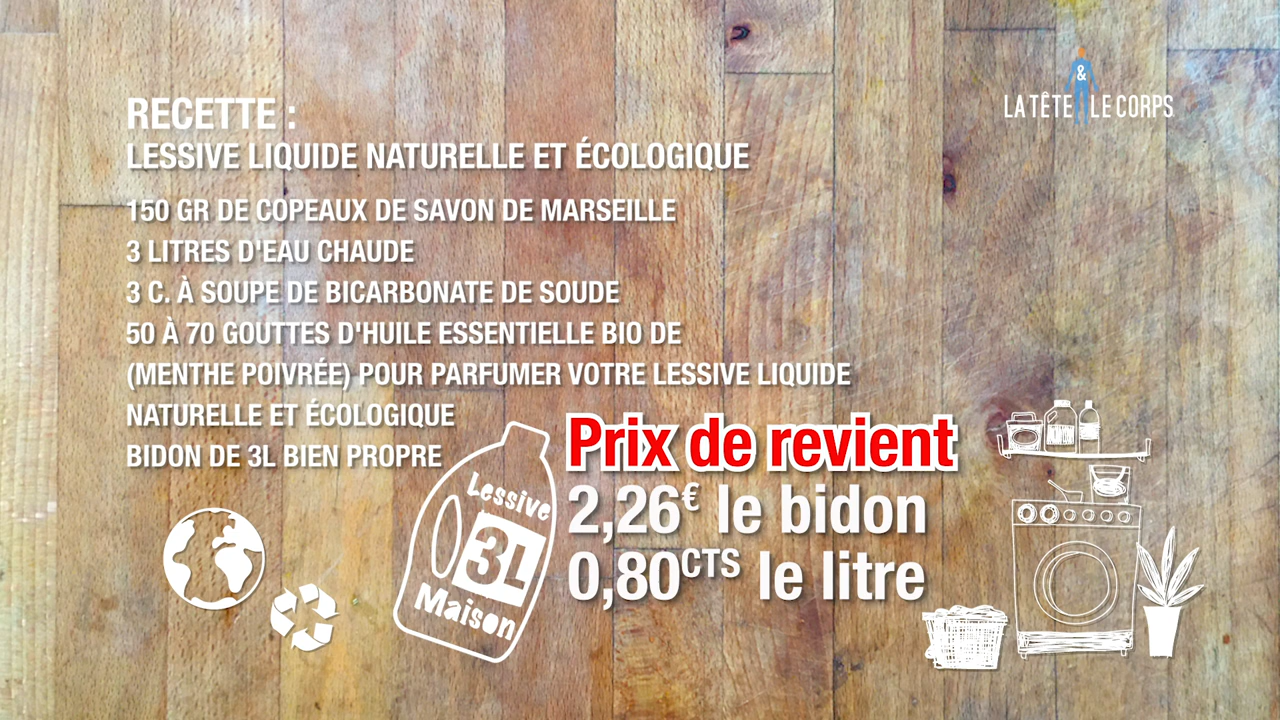 RECETTE :
LESSIVE LIQUIDE NATURELLE ET ÉCOLOGIQUE
150 GR DE COPEAUX DE SAVON DE MARSEILLE
3 LITRES D'EAU CHAUDE
3 C. À SOUPE DE BICARBONATE DE SOUDE
50 À 70 GOUTTES D'HUILE ESSENTIELLE BIO DE
(MENTHE POIVRÉE) POUR PARFUMER VOTRE LESSIVE LIQUIDE
NATURELLE ET ÉCOLOGIQUE
BIDON DE 3L BIEN PROPRE
Lessive
3L
Maison
Prix de revient
2,26€ le bidon
0,80CTS le litre
LA TÊTE & LE CORPS